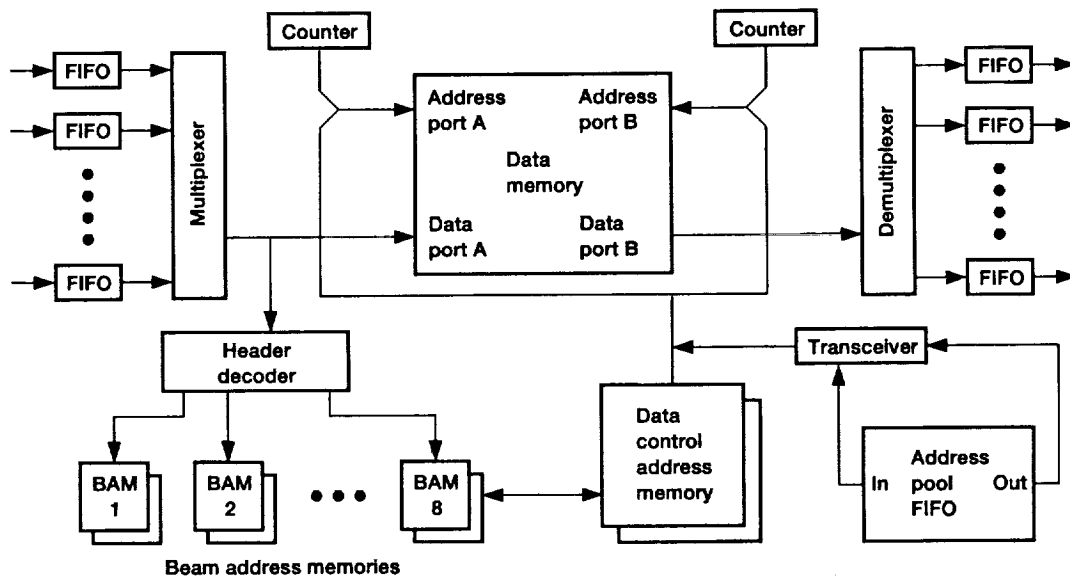 Counter
Counter
FIFO
FIFO
FIFO
Multiplexer
Address
port A
Address
port B
Data
memory
Data
port A
Data
port B
Demultiplexer
FIFO
FIFO
FIFO
Header
decoder
Transceiver
BAM
1
BAM
2
BAM
8
Data
control
address
memory
In
Address
pool
FIFO
Out
Beam address memories